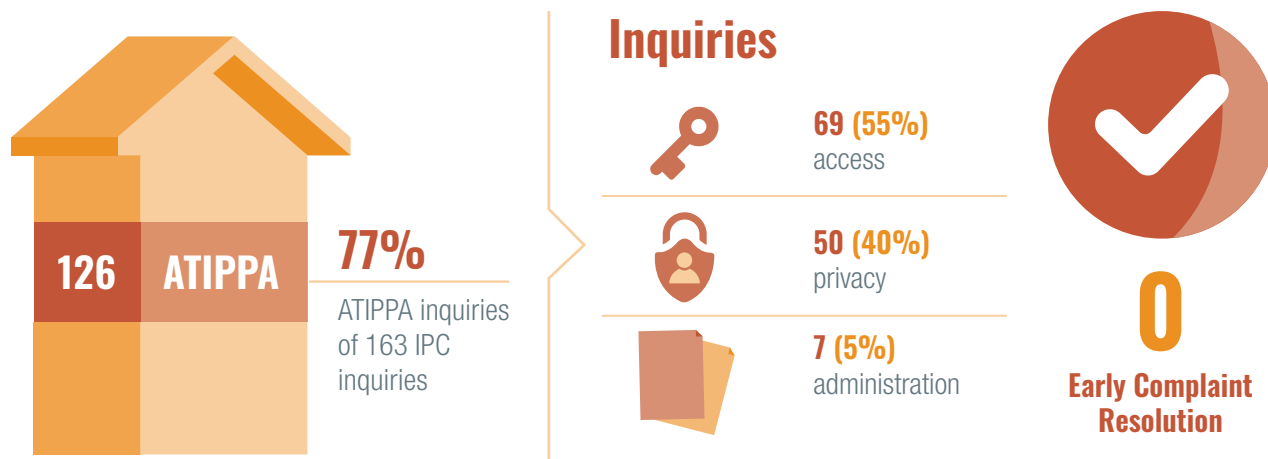 126 ATIPPA
77%
ATIPPA inquiries
of 163 IPC
inquiries
Inquiries
69 (55%)
access
50 (40%)
privacy
7 (5%)
administration
0
Early Complaint
Resolution